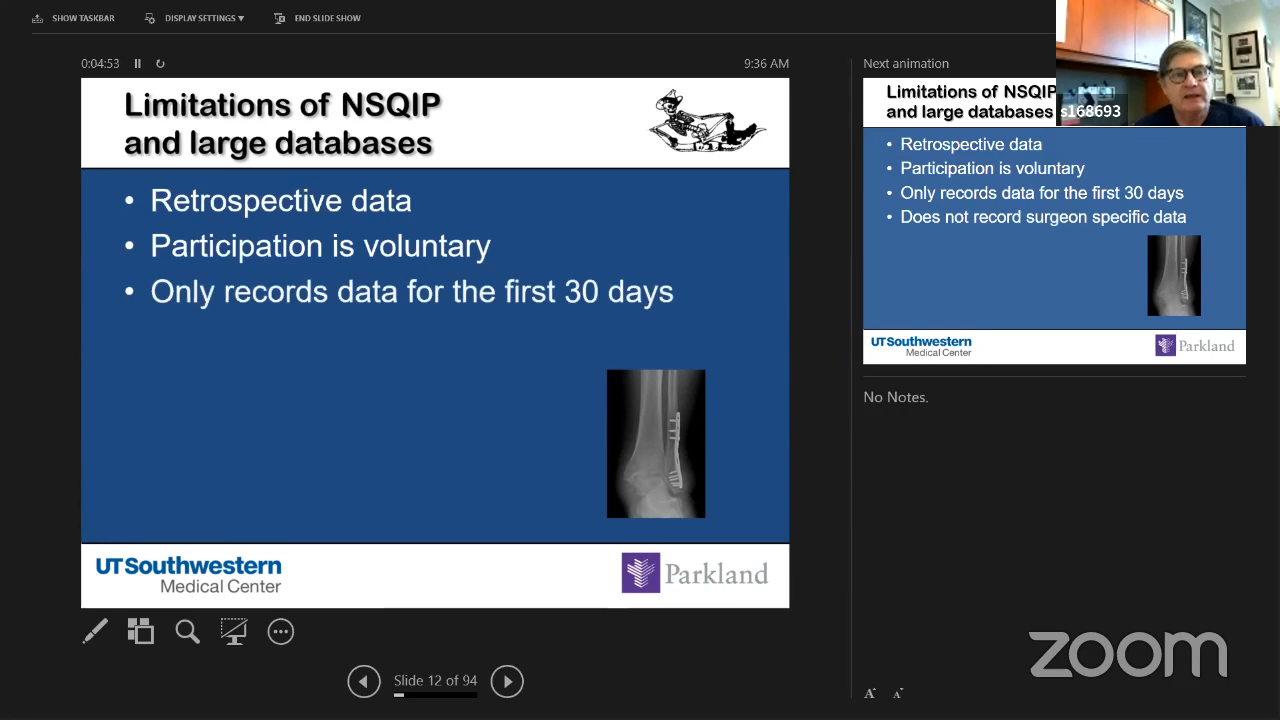 SHOW TASKBAR
DISPLAY SETTINGS ▼
END SLIDE SHOW
0:04:53
9:36 AM
Limitations of NSQIP
and large databases
• Retrospective data
• Participation is voluntary
• Only records data for the first 30 days
UTSouthwestern
Medical Center
Parkland
Slide 12 of 94
Next animation
Limitations of NSQIP
and large databases
• Retrospective data
• Participation is voluntary
• Only records data for the first 30 days
• Does not record surgeon specific data
UTSouthwestern
Medical Center
Parkland
No Notes.
s168693
zoom
A A